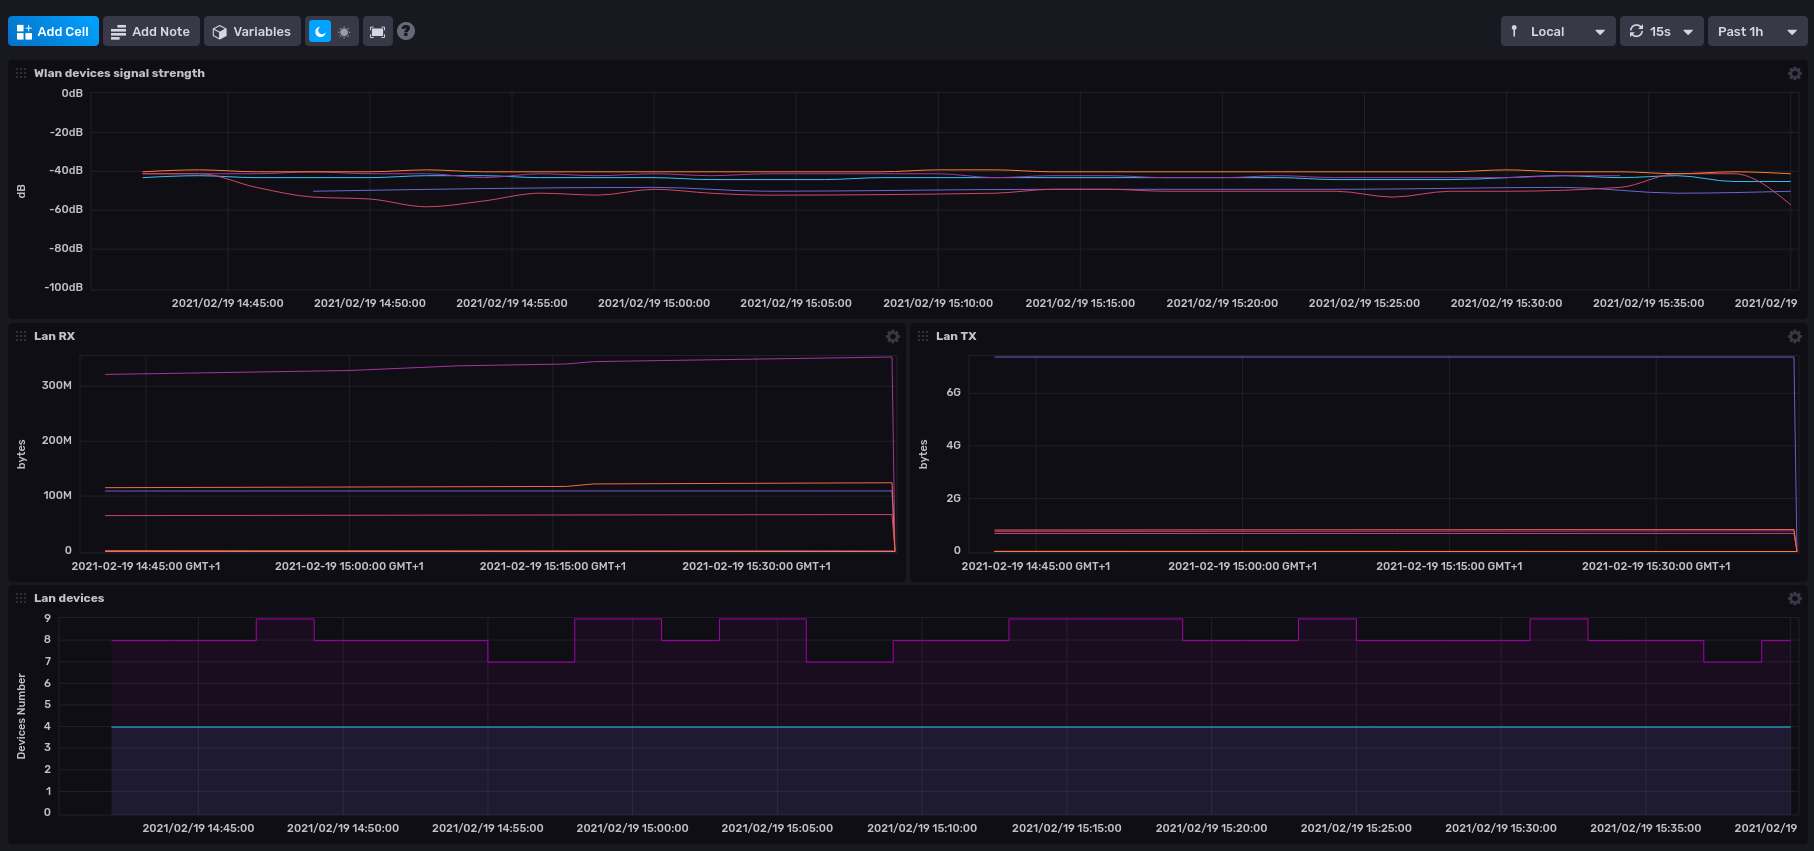 Add Cell Add Note Variables ? Local 15s Past 1h
Wlan devices signal strength
0dB
-20dB
-40dB
-60dB
-80dB
-100dB
dB
2021/02/19 14:45:00 2021/02/19 14:50:00 2021/02/19 14:55:00 2021/02/19 15:00:00 2021/02/19 15:05:00 2021/02/19 15:10:00 2021/02/19 15:15:00 2021/02/19 15:20:00 2021/02/19 15:25:00 2021/02/19 15:30:00 2021/02/19 15:35:00 2021/02/19
Lan RX
300M
200M
100M
0
bytes
2021-02-19 14:45:00 GMT+1 2021-02-19 15:00:00 GMT+1 2021-02-19 15:15:00 GMT+1 2021-02-19 15:30:00 GMT+1
Lan TX
6G
4G
2G
0
bytes
2021-02-19 14:45:00 GMT+1 2021-02-19 15:00:00 GMT+1 2021-02-19 15:15:00 GMT+1 2021-02-19 15:30:00 GMT+1
Lan devices
9
8
7
6
5
4
3
2
1
0
Devices Number
2021/02/19 14:45:00 2021/02/19 14:50:00 2021/02/19 14:55:00 2021/02/19 15:00:00 2021/02/19 15:05:00 2021/02/19 15:10:00 2021/02/19 15:15:00 2021/02/19 15:20:00 2021/02/19 15:25:00 2021/02/19 15:30:00 2021/02/19 15:35:00 2021/02/19